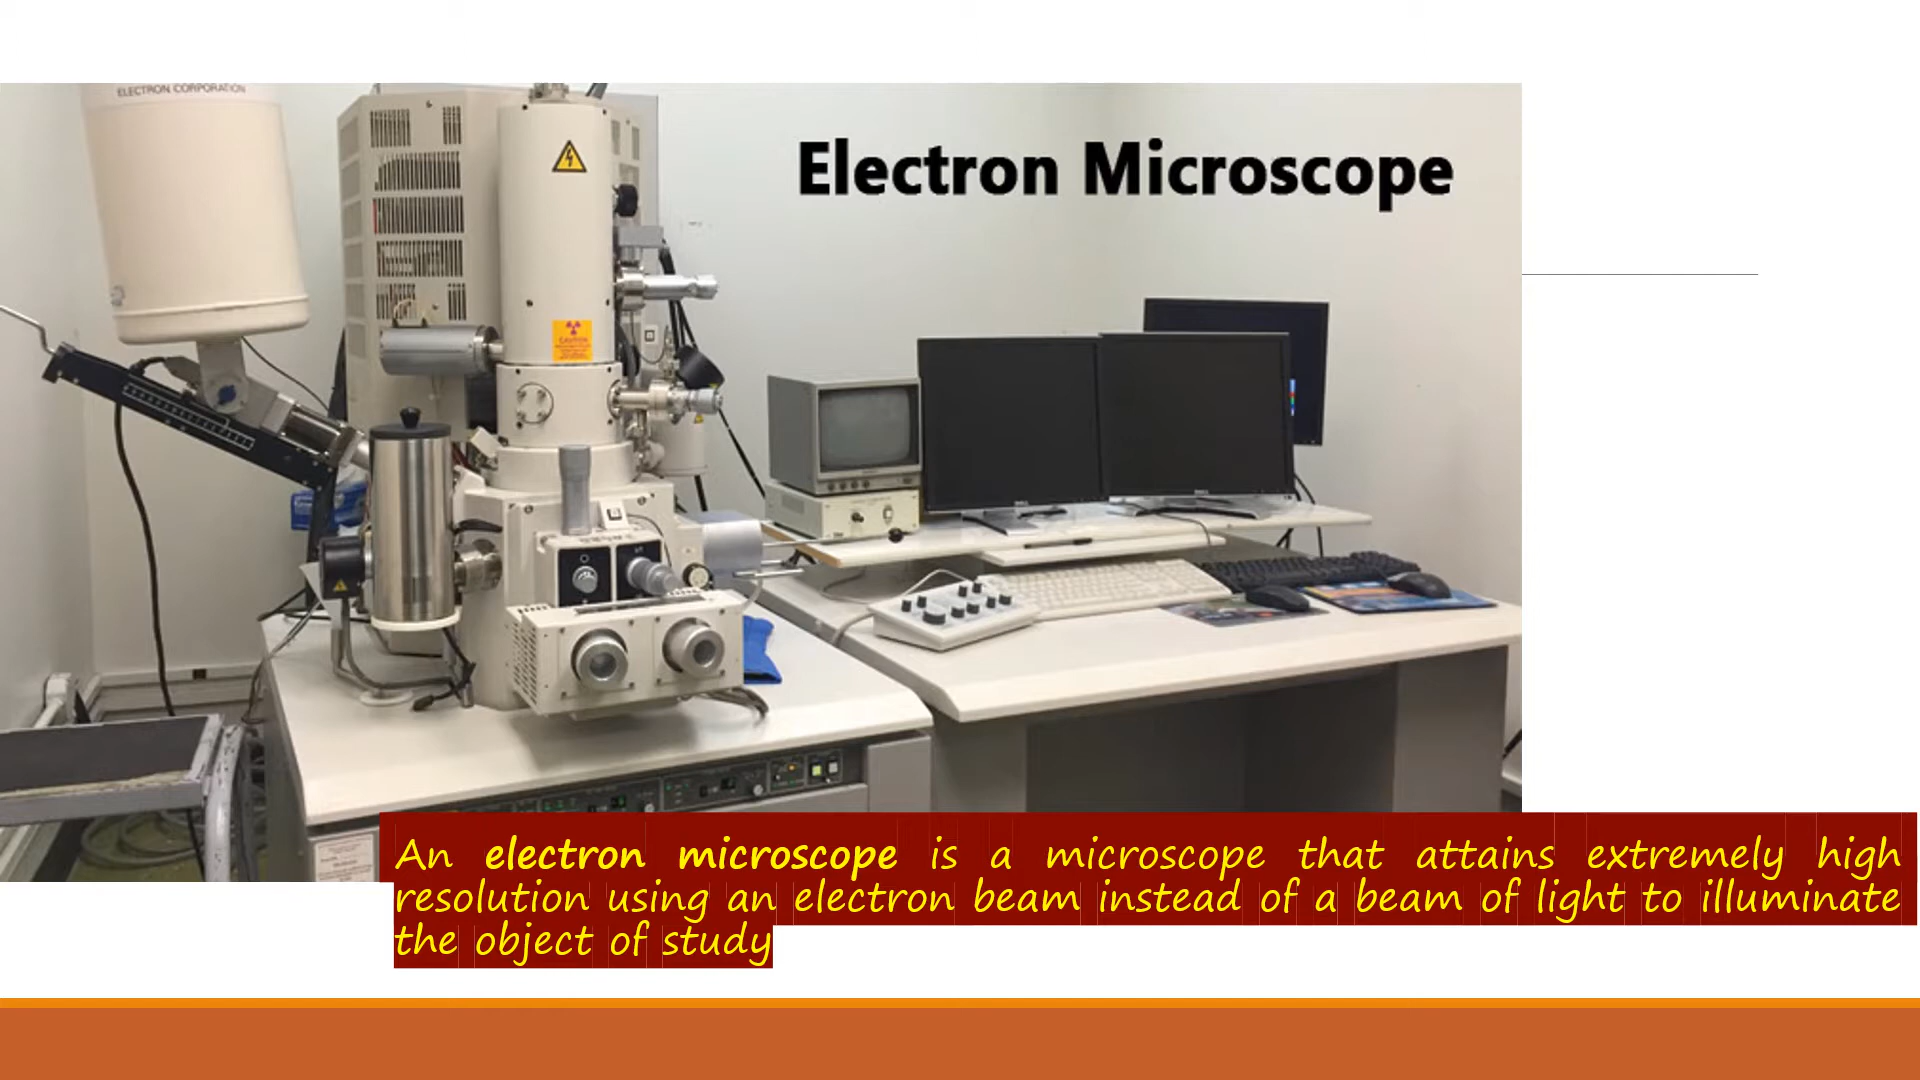 ELECTRON CORPORATION
Electron Microscope
An electron microscope is a microscope that attains extremely high
resolution using an electron beam instead of a beam of light to illuminate
the object of study